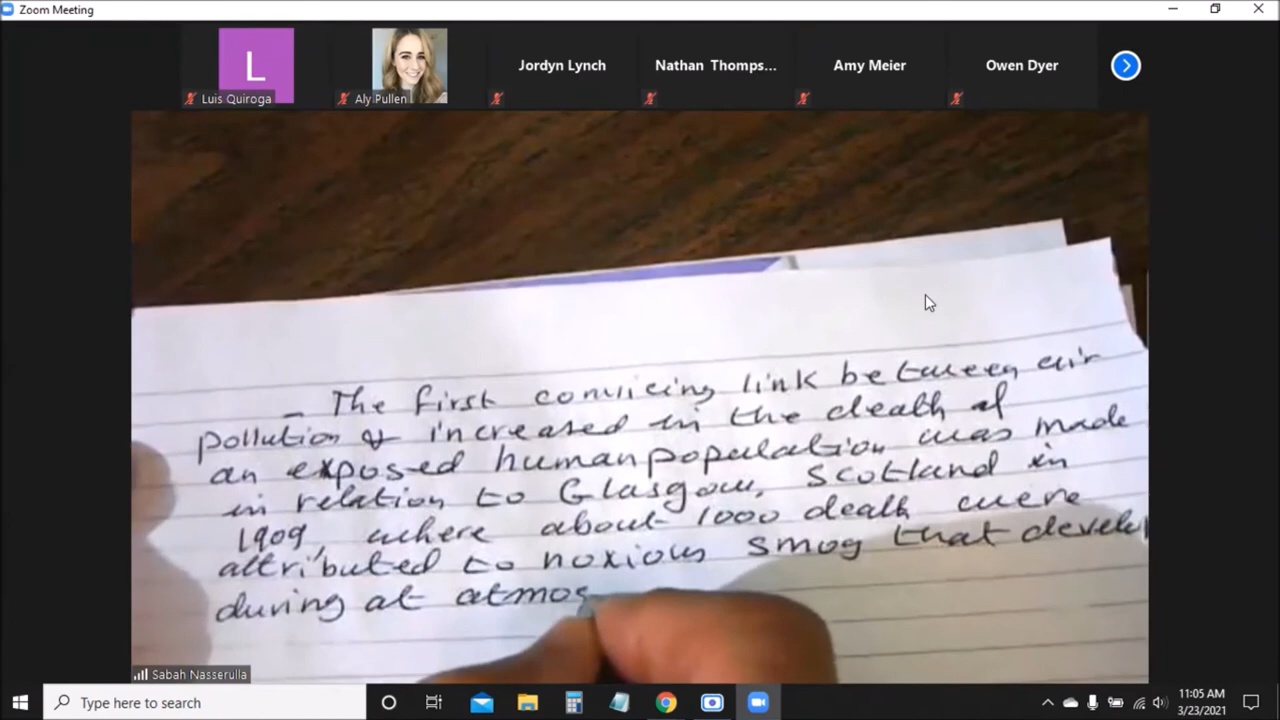 Zoom Meeting
L
Luis Quiroga
Aly Pullen
Jordyn Lynch
Nathan Thomps...
Amy Meier
Owen Dyer
- The first convicing link between air
pollution & increased in the death of
an exposed human population was made
in relation to Glasgow, Scotland in
1909, where about 1000 death were
attributed to noxious smog that develo
during at atmos
Sabah Nasserulla
Type here to search
11:05 AM
3/23/2021